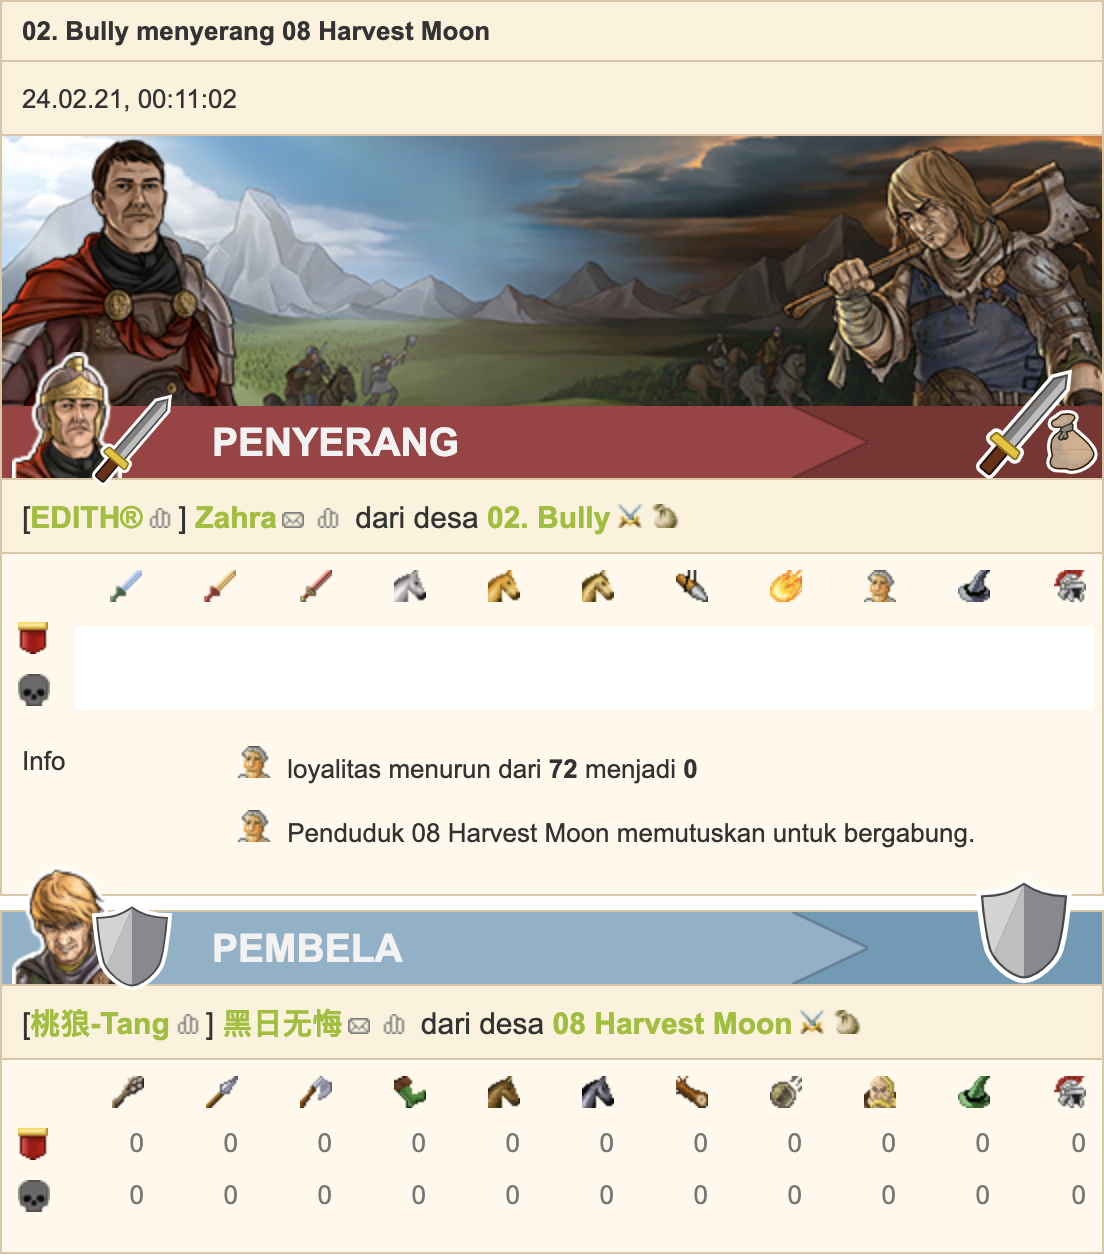 02. Bully menyerang 08 Harvest Moon
24.02.21, 00:11:02
PENYERANG
[EDITH® ] Zahra dari desa 02. Bully
Info
loyalitas menurun dari 72 menjadi 0
Penduduk 08 Harvest Moon memutuskan untuk bergabung.
PEMBELA
[桃狼-Tang ] 黑日无悔 dari desa 08 Harvest Moon
0 0 0 0 0 0 0 0 0 0 0
0 0 0 0 0 0 0 0 0 0 0